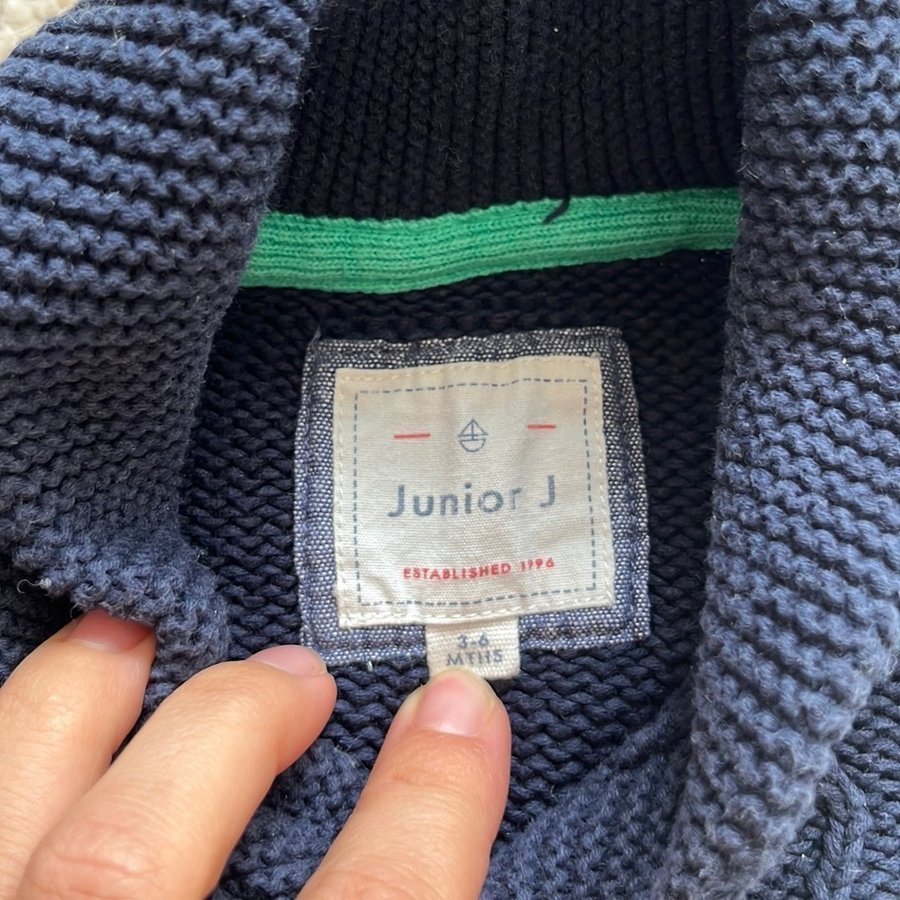 Junior J
ESTABLISHED 1996
3-6
MTHS